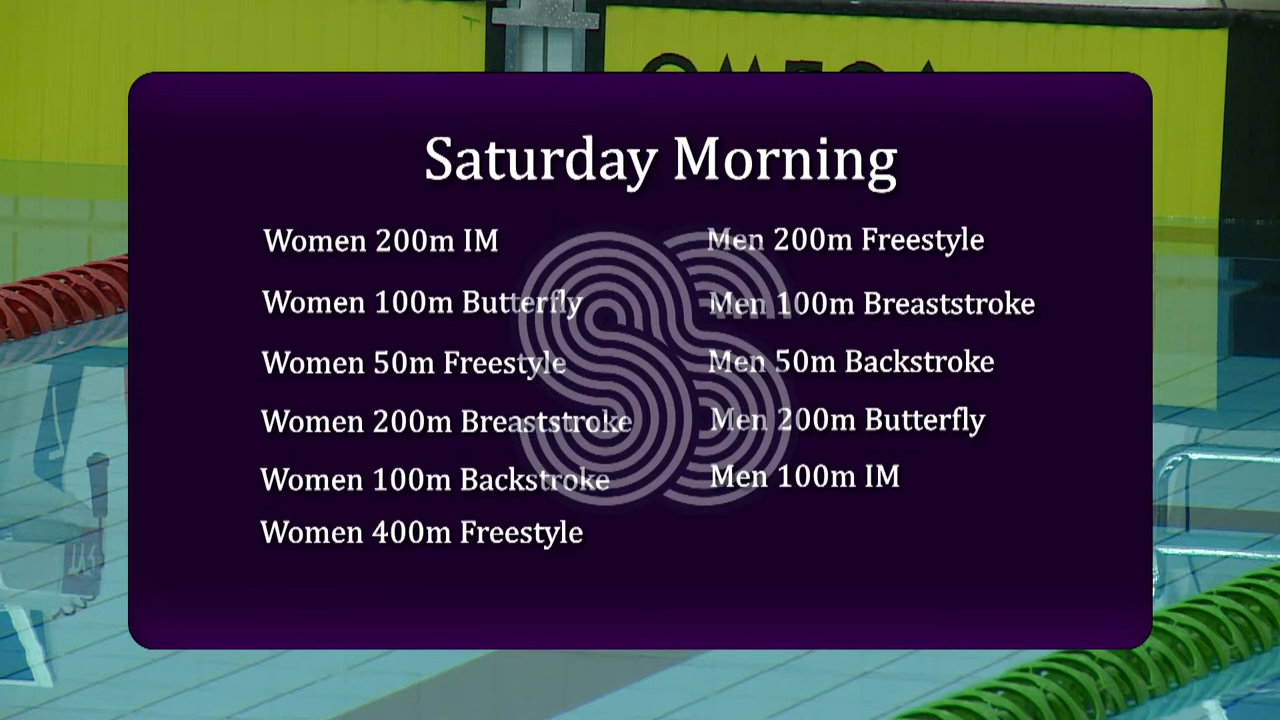 OMEGA
Saturday Morning
Women 200m IM
Women 100m Butterfly
Women 50m Freestyle
Women 200m Breaststroke
Women 100m Backstroke
Women 400m Freestyle
Men 200m Freestyle
Men 100m Breaststroke
Men 50m Backstroke
Men 200m Butterfly
Men 100m IM